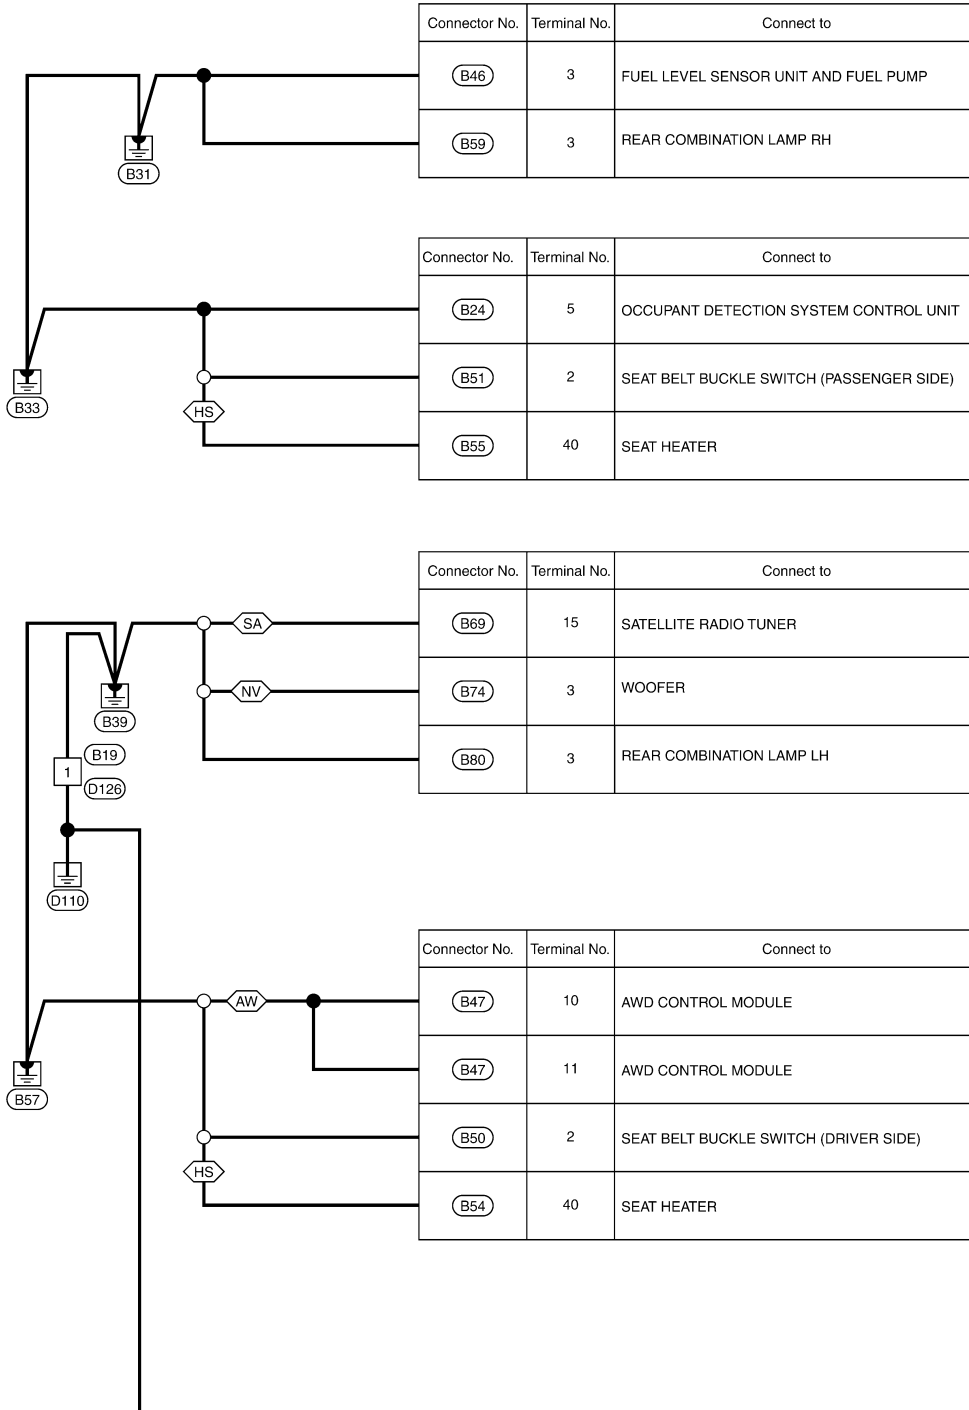 Connector No. Terminal No. Connect to
B46 3 FUEL LEVEL SENSOR UNIT AND FUEL PUMP
B59 3 REAR COMBINATION LAMP RH
B31
Connector No. Terminal No. Connect to
B24 5 OCCUPANT DETECTION SYSTEM CONTROL UNIT
B51 2 SEAT BELT BUCKLE SWITCH (PASSENGER SIDE)
B33
HS
B55 40 SEAT HEATER
Connector No. Terminal No. Connect to
SA
B69 15 SATELLITE RADIO TUNER
NV
B74 3 WOOFER
B39
B19
B80 3 REAR COMBINATION LAMP LH
1
D126
D110
Connector No. Terminal No. Connect to
AW
B47 10 AWD CONTROL MODULE
B47 11 AWD CONTROL MODULE
B57
B50 2 SEAT BELT BUCKLE SWITCH (DRIVER SIDE)
HS
B54 40 SEAT HEATER